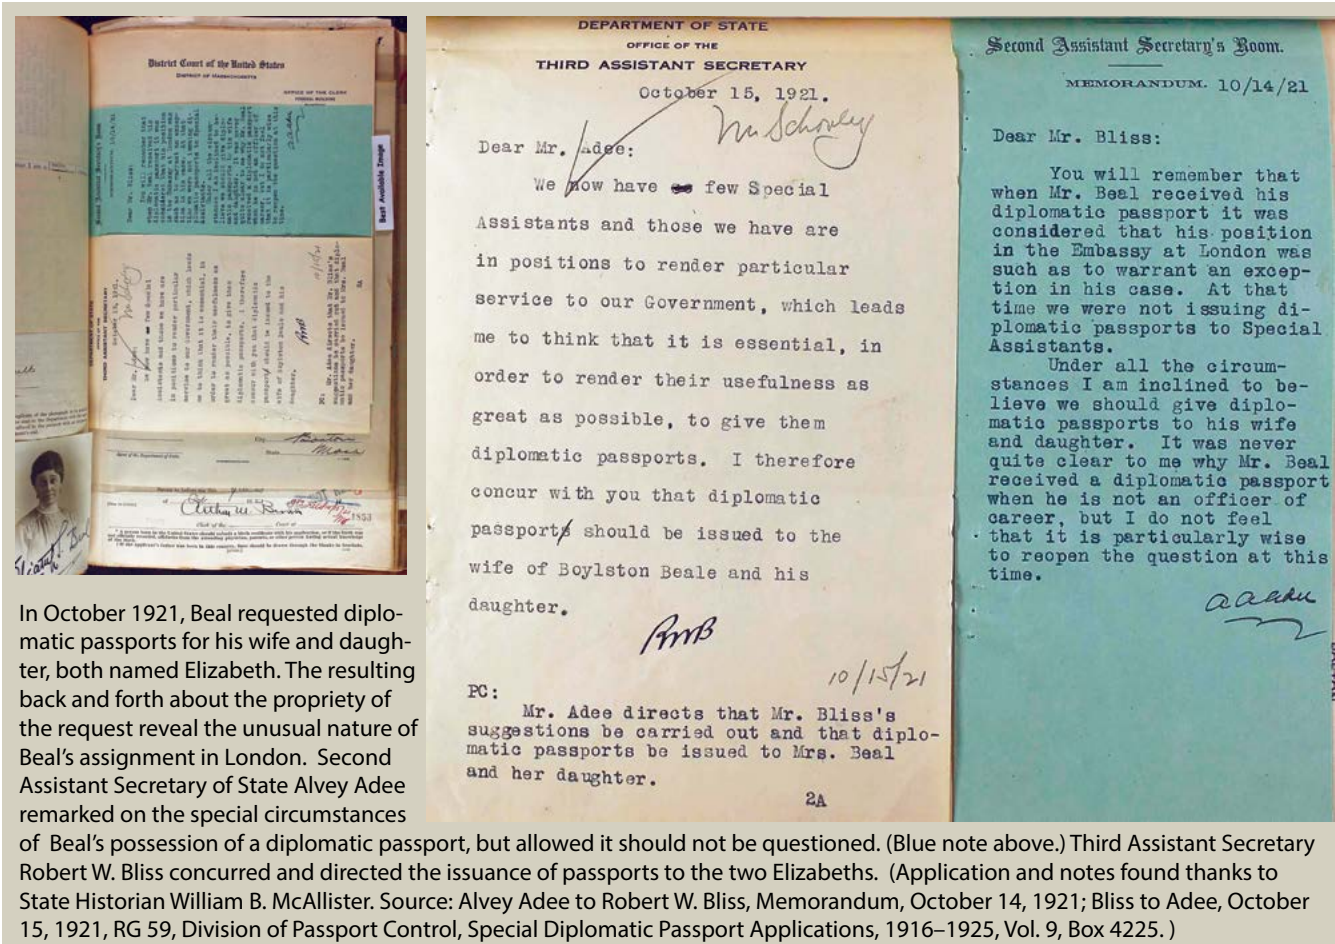 District Court of the United States
DISTRICT OF MASSACHUSETTS
OFFICE OF THE CLERK
Best Available Image
City Boston
State Mass
Arthur M. Brown
1853
DEPARTMENT OF STATE
OFFICE OF THE
THIRD ASSISTANT SECRETARY
October 15, 1921.
Dear Mr. Adee:
We now have few Special
Assistants and those we have are
in positions to render particular
service to our Government, which leads
me to think that it is essential, in
order to render their usefulness as
great as possible, to give them
diplomatic passports. I therefore
concur with you that diplomatic
passports should be issued to the
wife of Boylston Beale and his
daughter.
RWB
10/15/21
PC:
Mr. Adee directs that Mr. Bliss's
suggestions be carried out and that diplo-
matic passports be issued to Mrs. Beal
and her daughter.
2A
Second Assistant Secretary's Room.
MEMORANDUM. 10/14/21
Dear Mr. Bliss:
You will remember that
when Mr. Beal received his
diplomatic passport it was
considered that his position
in the Embassy at London was
such as to warrant an excep-
tion in his case. At that
time we were not issuing di-
plomatic passports to Special
Assistants.
Under all the circum-
stances I am inclined to be-
lieve we should give diplo-
matic passports to his wife
and daughter. It was never
quite clear to me why Mr. Beal
received a diplomatic passport
when he is not an officer of
career, but I do not feel
that it is particularly wise
to reopen the question at this
time.
In October 1921, Beal requested diplo-
matic passports for his wife and daugh-
ter, both named Elizabeth. The resulting
back and forth about the propriety of
the request reveal the unusual nature of
Beal's assignment in London. Second
Assistant Secretary of State Alvey Adee
remarked on the special circumstances
of Beal's possession of a diplomatic passport, but allowed it should not be questioned. (Blue note above.) Third Assistant Secretary
Robert W. Bliss concurred and directed the issuance of passports to the two Elizabeths. (Application and notes found thanks to
State Historian William B. McAllister. Source: Alvey Adee to Robert W. Bliss, Memorandum, October 14, 1921; Bliss to Adee, October
15, 1921, RG 59, Division of Passport Control, Special Diplomatic Passport Applications, 1916–1925, Vol. 9, Box 4225. )